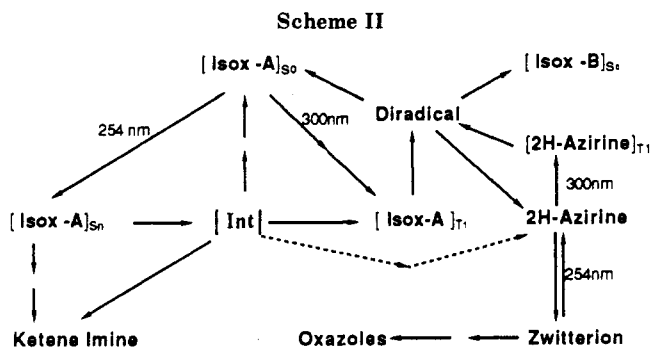 Scheme II
[Isox-A]S0
[Isox-B]S0
254 nm
300nm
Diradical
[2H-Azirine]T1
300nm
[Isox-A]Sn
[Int]
[Isox-A]T1
2H-Azirine
254nm
Ketene Imine
Oxazoles
Zwitterion